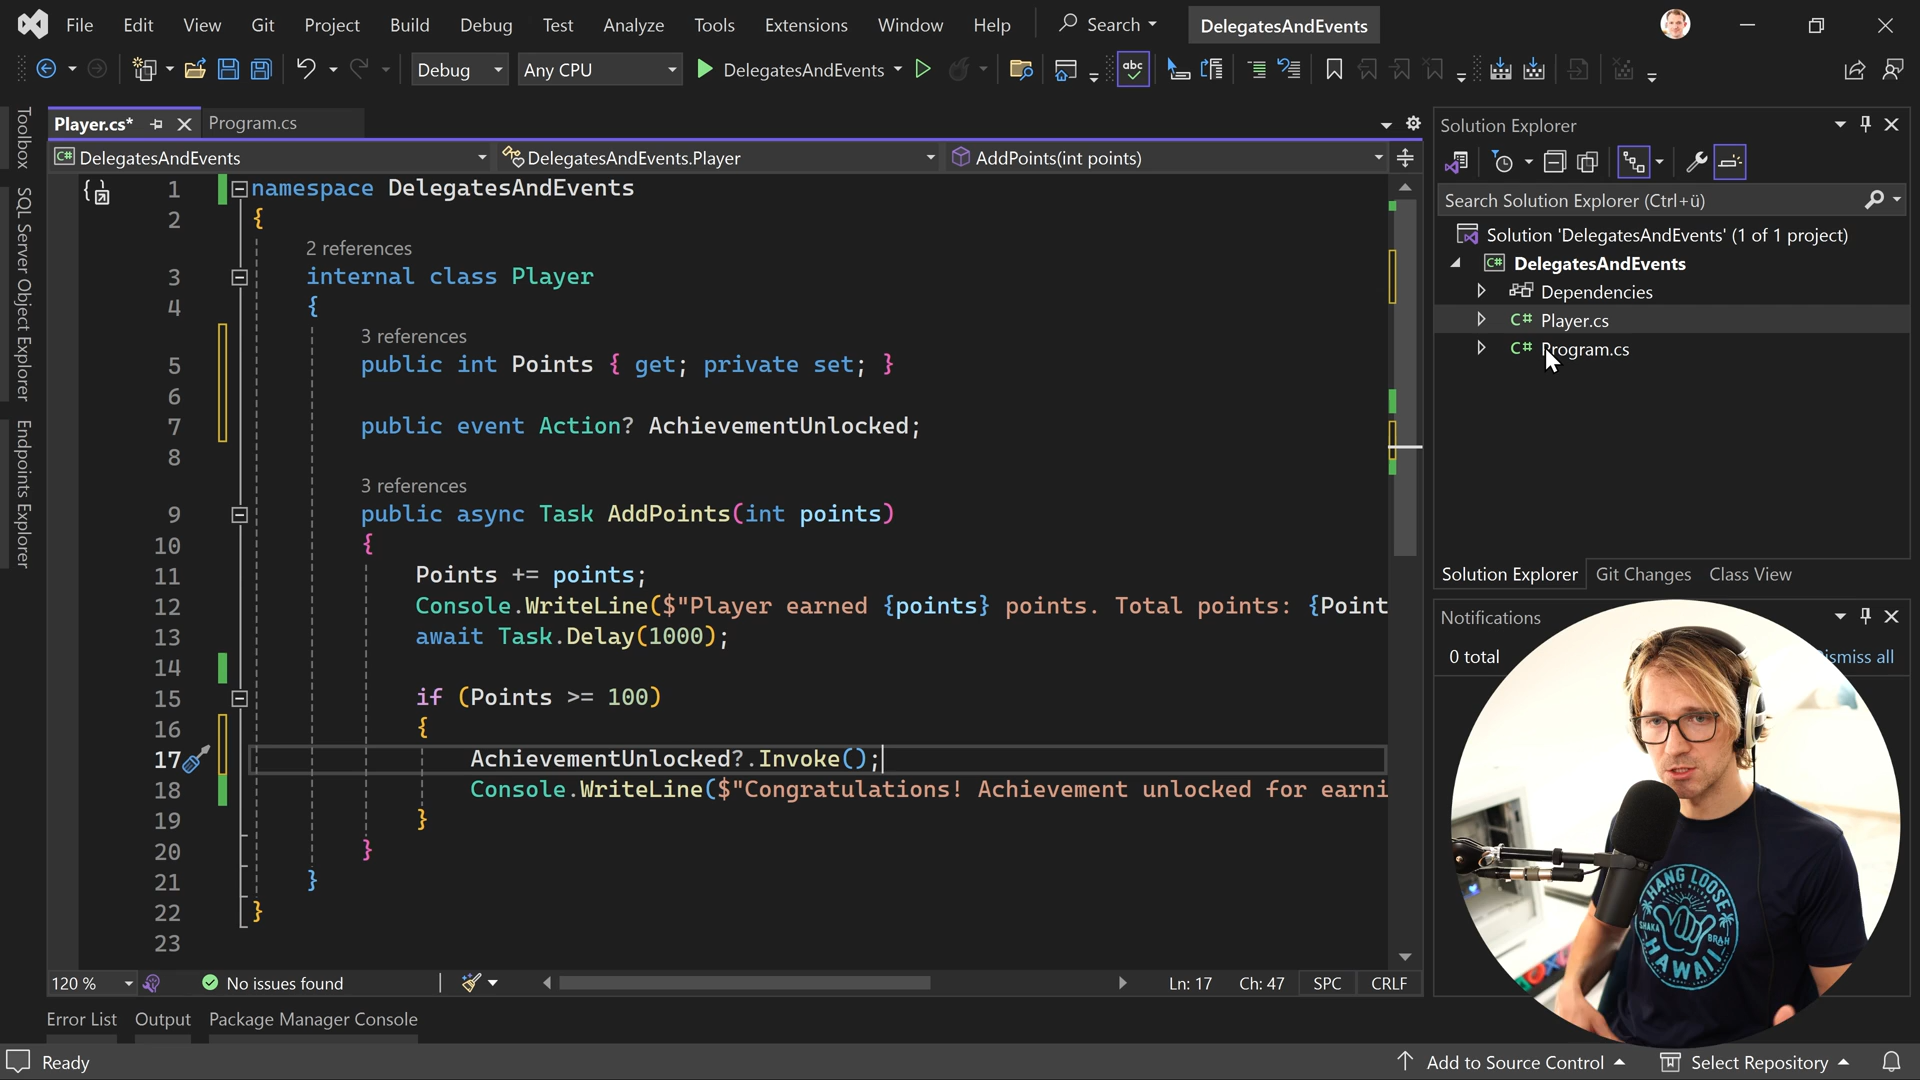 File Edit View Git Project Build Debug Test Analyze Tools Extensions Window Help Search DelegatesAndEvents
Debug Any CPU DelegatesAndEvents
Toolbox
SQL Server Object Explorer
Endpoints Explorer
Player.cs* Program.cs
DelegatesAndEvents DelegatesAndEvents.Player AddPoints(int points)
1 namespace DelegatesAndEvents
2 {
2 references
3 internal class Player
4 {
3 references
5 public int Points { get; private set; }
6
7 public event Action? AchievementUnlocked;
8
3 references
9 public async Task AddPoints(int points)
10 {
11 Points += points;
12 Console.WriteLine($"Player earned {points} points. Total points: {Point
13 await Task.Delay(1000);
14
15 if (Points >= 100)
16 {
17 AchievementUnlocked?.Invoke();
18 Console.WriteLine($"Congratulations! Achievement unlocked for earni
19 }
20 }
21 }
22 }
23
120 % No issues found Ln: 17 Ch: 47 SPC CRLF
Error List Output Package Manager Console
Ready Add to Source Control Select Repository
Solution Explorer
Search Solution Explorer (Ctrl+ü)
Solution 'DelegatesAndEvents' (1 of 1 project)
DelegatesAndEvents
Dependencies
C# Player.cs
C# Program.cs
Solution Explorer Git Changes Class View
Notifications
0 total ismiss all
HANG LOOSE
SHAKA BRAH
HAWAII